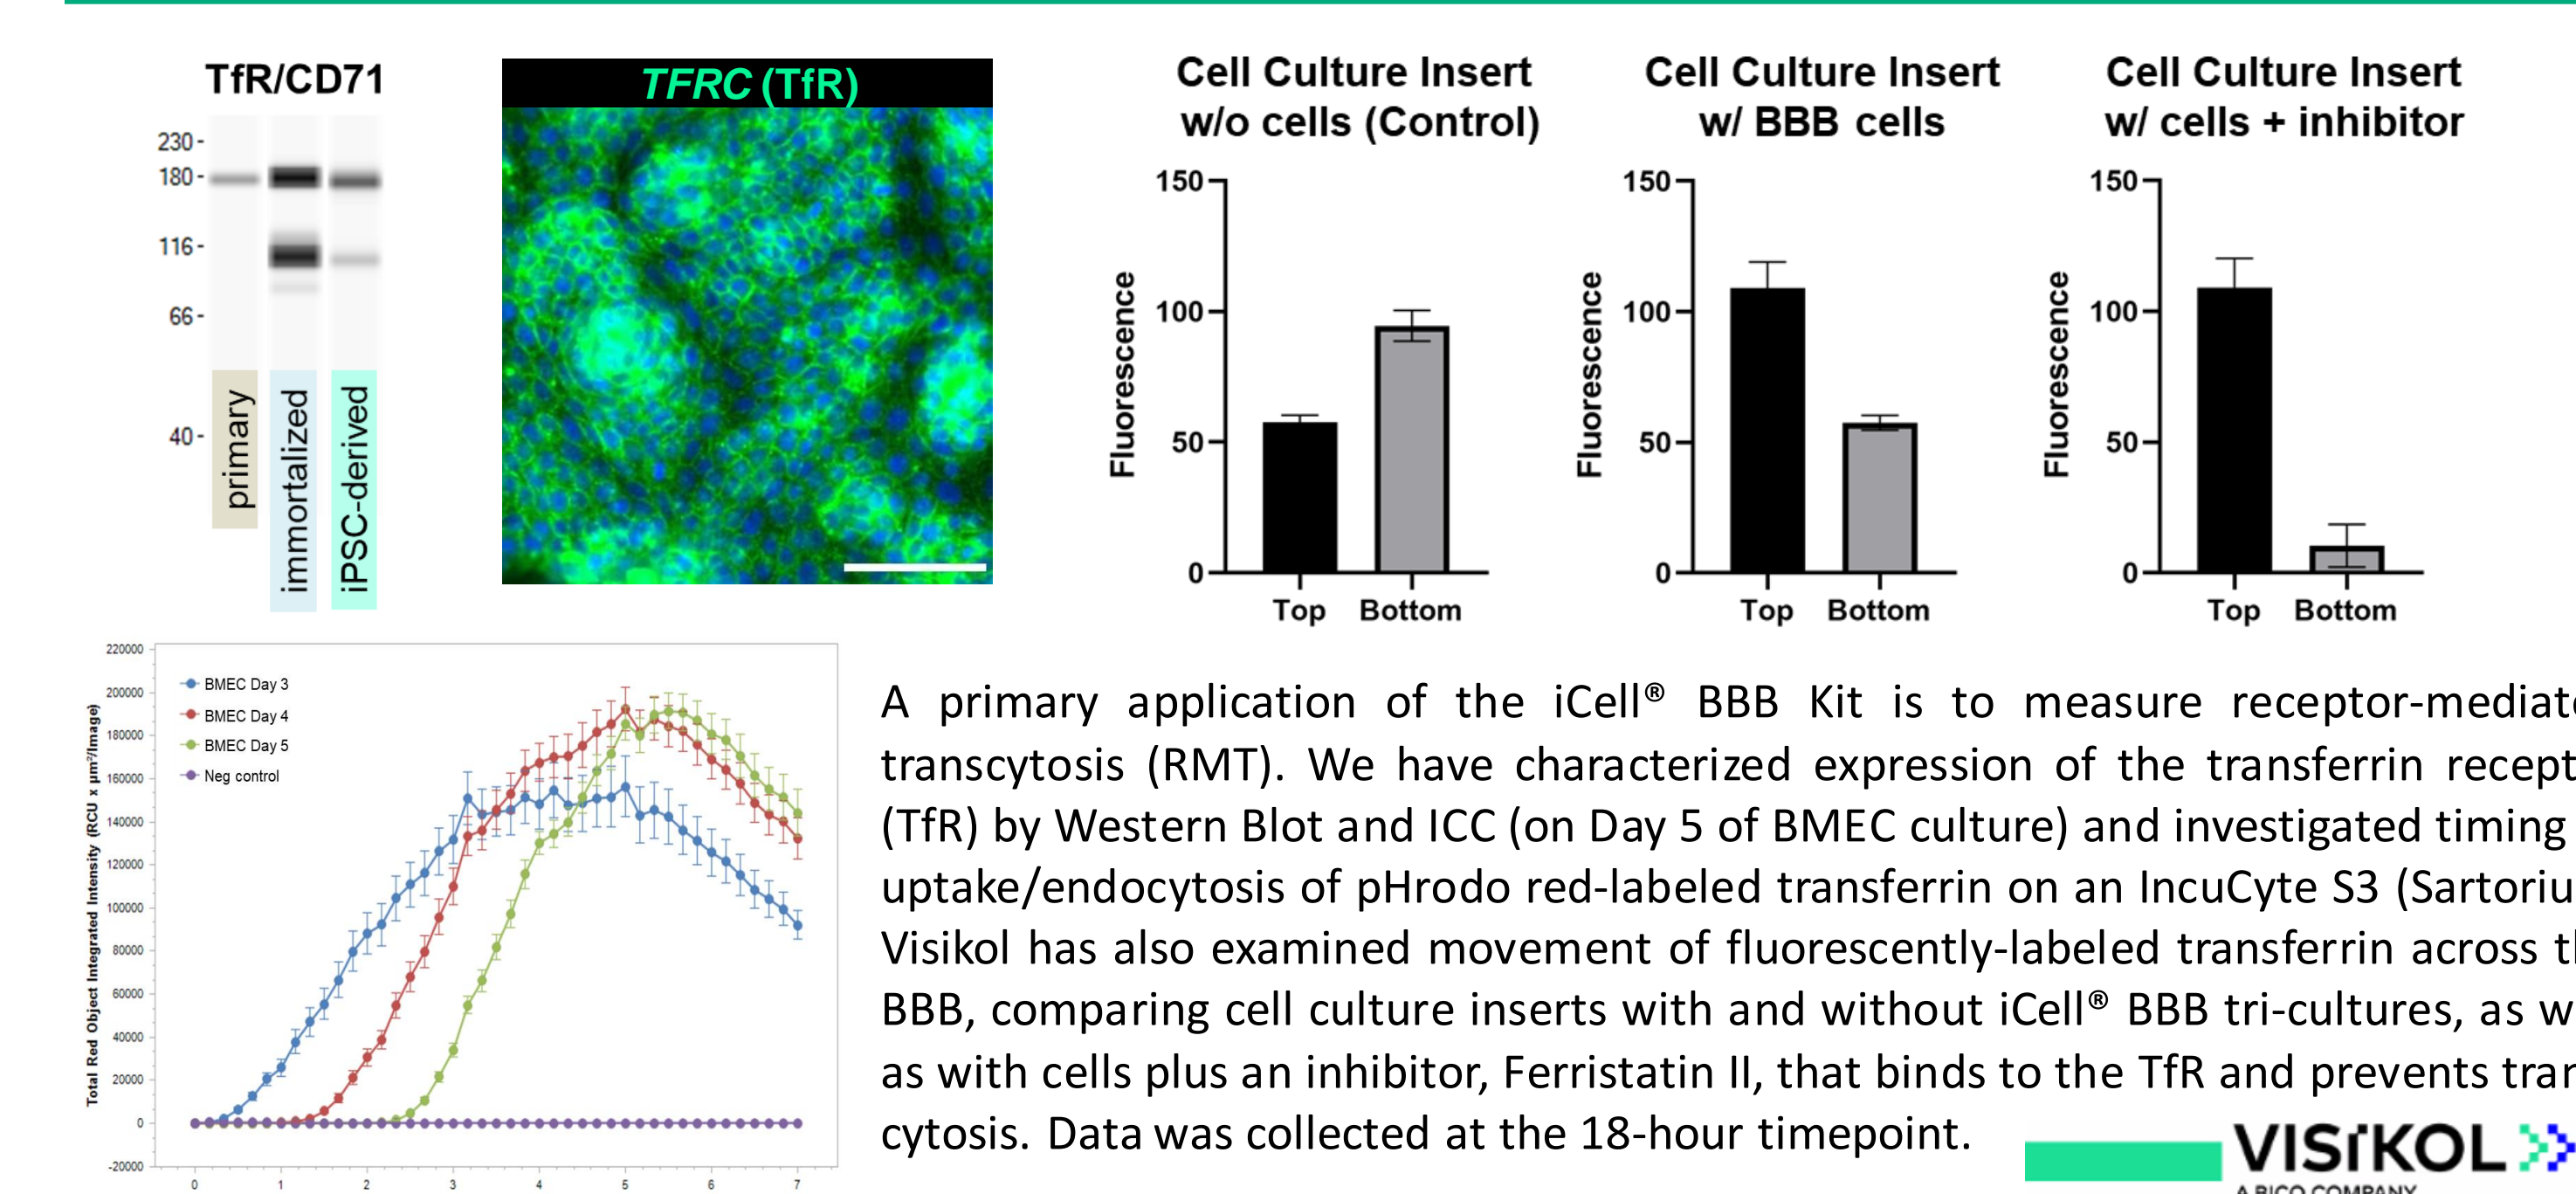 TfR/CD71
230 -
180 -
116 -
66 -
40 -
primary
immortalized
iPSC-derived
TFRC (TfR)
Cell Culture Insert
w/o cells (Control)
Fluorescence
150
100
50
0
Top Bottom
Cell Culture Insert
w/ BBB cells
Fluorescence
150
100
50
0
Top Bottom
Cell Culture Insert
w/ cells + inhibitor
Fluorescence
150
100
50
0
Top Bottom
Total Red Object Integrated Intensity (RCU x µm²/Image)
220000
200000
180000
160000
140000
120000
100000
80000
60000
40000
20000
0
-20000
BMEC Day 3
BMEC Day 4
BMEC Day 5
Neg control
0 1 2 3 4 5 6 7
A primary application of the iCell® BBB Kit is to measure receptor-mediate
transcytosis (RMT). We have characterized expression of the transferrin recept
(TfR) by Western Blot and ICC (on Day 5 of BMEC culture) and investigated timing
uptake/endocytosis of pHrodo red-labeled transferrin on an IncuCyte S3 (Sartoriu
Visikol has also examined movement of fluorescently-labeled transferrin across t
BBB, comparing cell culture inserts with and without iCell® BBB tri-cultures, as w
as with cells plus an inhibitor, Ferristatin II, that binds to the TfR and prevents tran
cytosis. Data was collected at the 18-hour timepoint.
VISIKOL
A BICO COMPANY